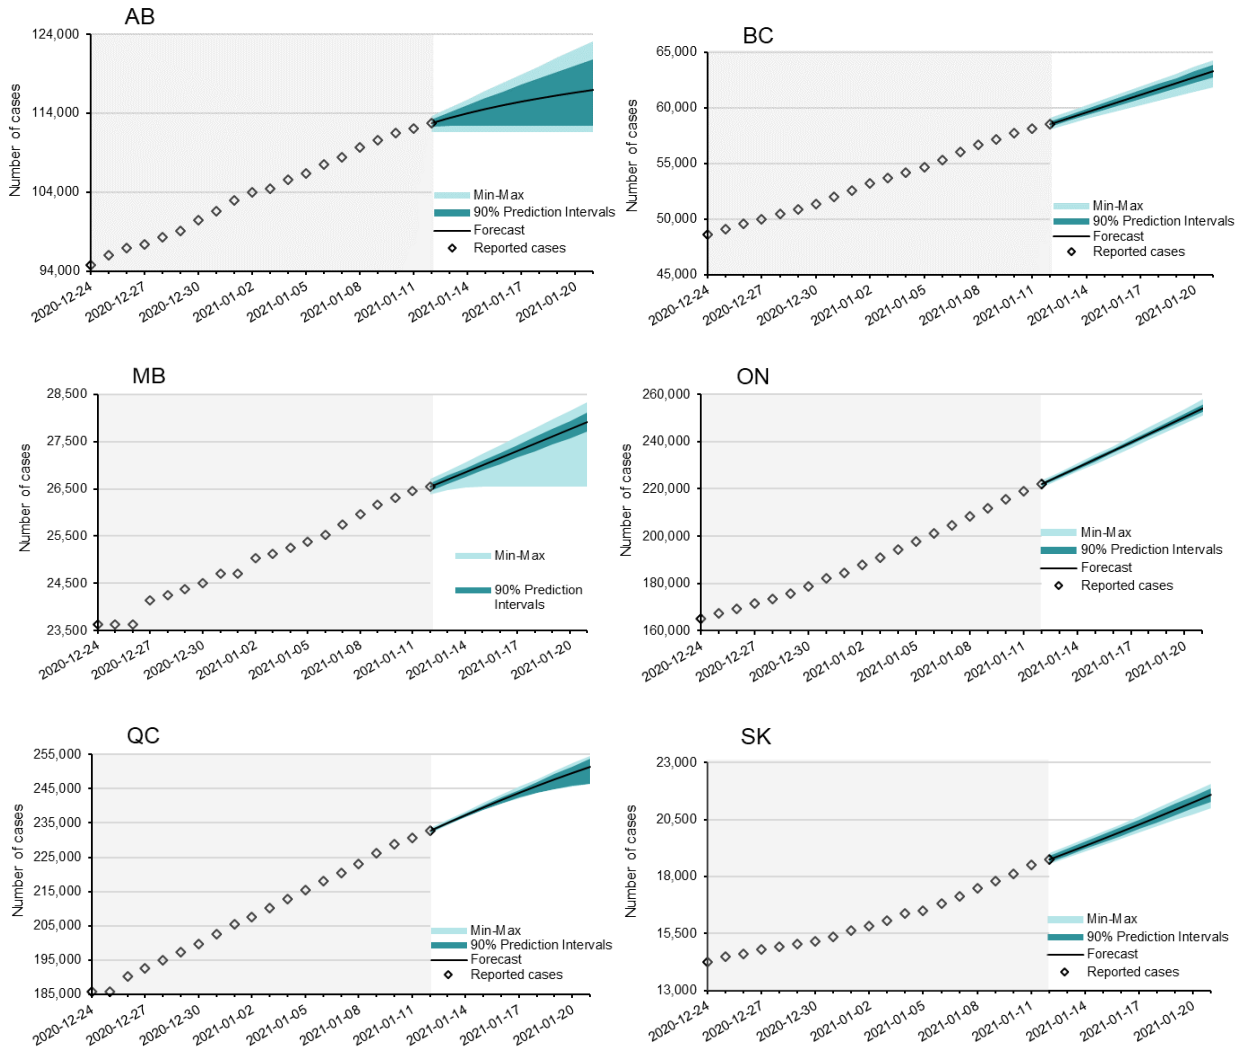 AB
124,000
114,000
104,000
94,000
Number of cases
Min-Max
90% Prediction Intervals
Forecast
Reported cases
2020-12-24
2020-12-27
2020-12-30
2021-01-02
2021-01-05
2021-01-08
2021-01-11
2021-01-14
2021-01-17
2021-01-20
BC
65,000
60,000
55,000
50,000
45,000
Number of cases
Min-Max
90% Prediction Intervals
Forecast
Reported cases
2020-12-24
2020-12-27
2020-12-30
2021-01-02
2021-01-05
2021-01-08
2021-01-11
2021-01-14
2021-01-17
2021-01-20
MB
28,500
27,500
26,500
25,500
24,500
23,500
Number of cases
Min-Max
90% Prediction
Intervals
2020-12-24
2020-12-27
2020-12-30
2021-01-02
2021-01-05
2021-01-08
2021-01-11
2021-01-14
2021-01-17
2021-01-20
ON
260,000
240,000
220,000
200,000
180,000
160,000
Number of cases
Min-Max
90% Prediction Intervals
Forecast
Reported cases
2020-12-24
2020-12-27
2020-12-30
2021-01-02
2021-01-05
2021-01-08
2021-01-11
2021-01-14
2021-01-17
2021-01-20
QC
255,000
245,000
235,000
225,000
215,000
205,000
195,000
185,000
Number of cases
Min-Max
90% Prediction Intervals
Forecast
Reported cases
2020-12-24
2020-12-27
2020-12-30
2021-01-02
2021-01-05
2021-01-08
2021-01-11
2021-01-14
2021-01-17
2021-01-20
SK
23,000
20,500
18,000
15,500
13,000
Number of cases
Min-Max
90% Prediction Intervals
Forecast
Reported cases
2020-12-24
2020-12-27
2020-12-30
2021-01-02
2021-01-05
2021-01-08
2021-01-11
2021-01-14
2021-01-17
2021-01-20